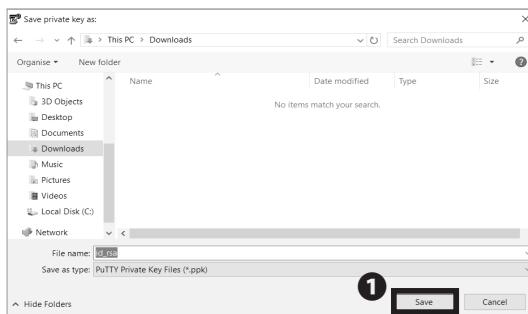 Save private key as:
This PC > Downloads
Search Downloads
Organise
New folder
This PC
3D Objects
Desktop
Documents
Downloads
Music
Pictures
Videos
Local Disk (C:)
Network
Name
Date modified
Type
Size
No items match your search.
File name: id_rsa
Save as type: PuTTY Private Key Files (*.ppk)
1
Hide Folders
Save
Cancel